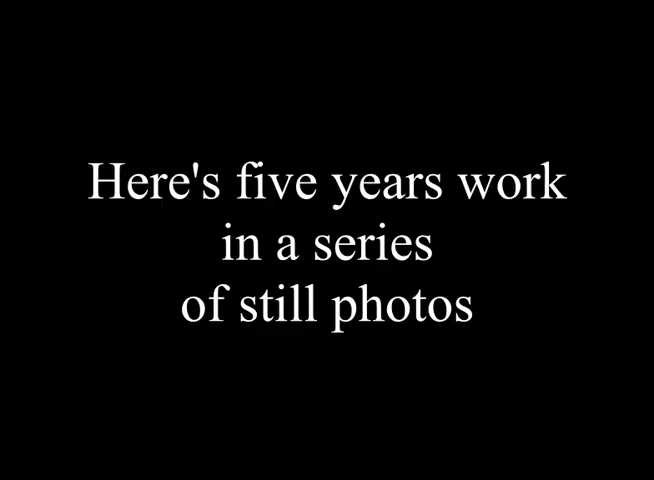 Here's five years work
in a series
of still photos